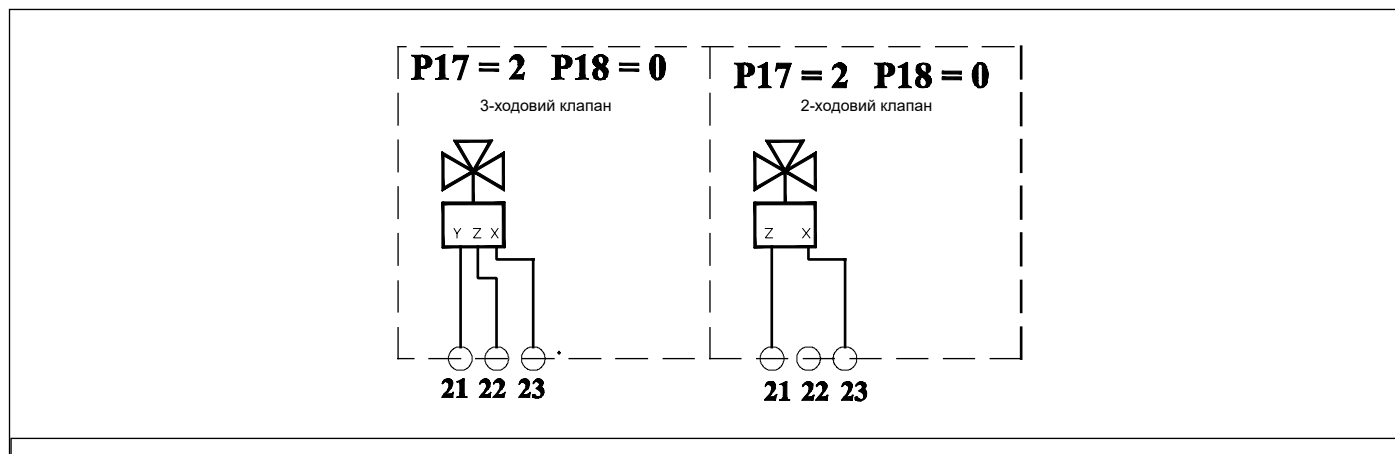 P17 = 2 P18 = 0
3-ходовий клапан
Y Z X
21 22 23
P17 = 2 P18 = 0
2-ходовий клапан
Z X
21 22 23